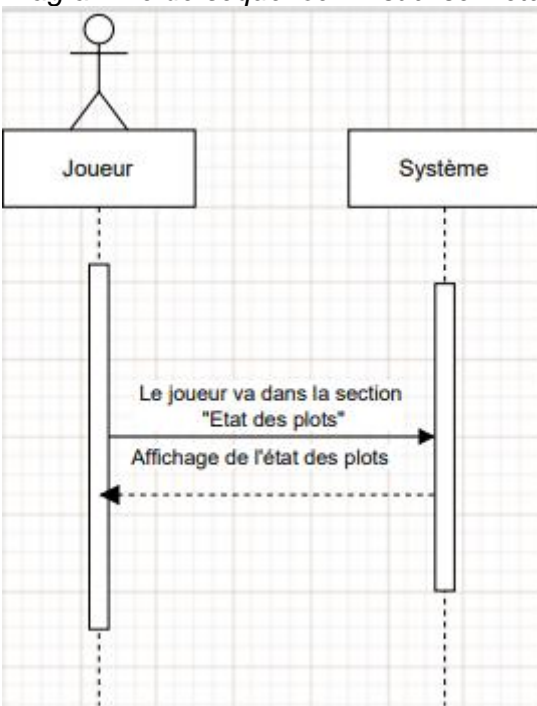 Joueur
Système
Le joueur va dans la section
"Etat des plots"
Affichage de l'état des plots